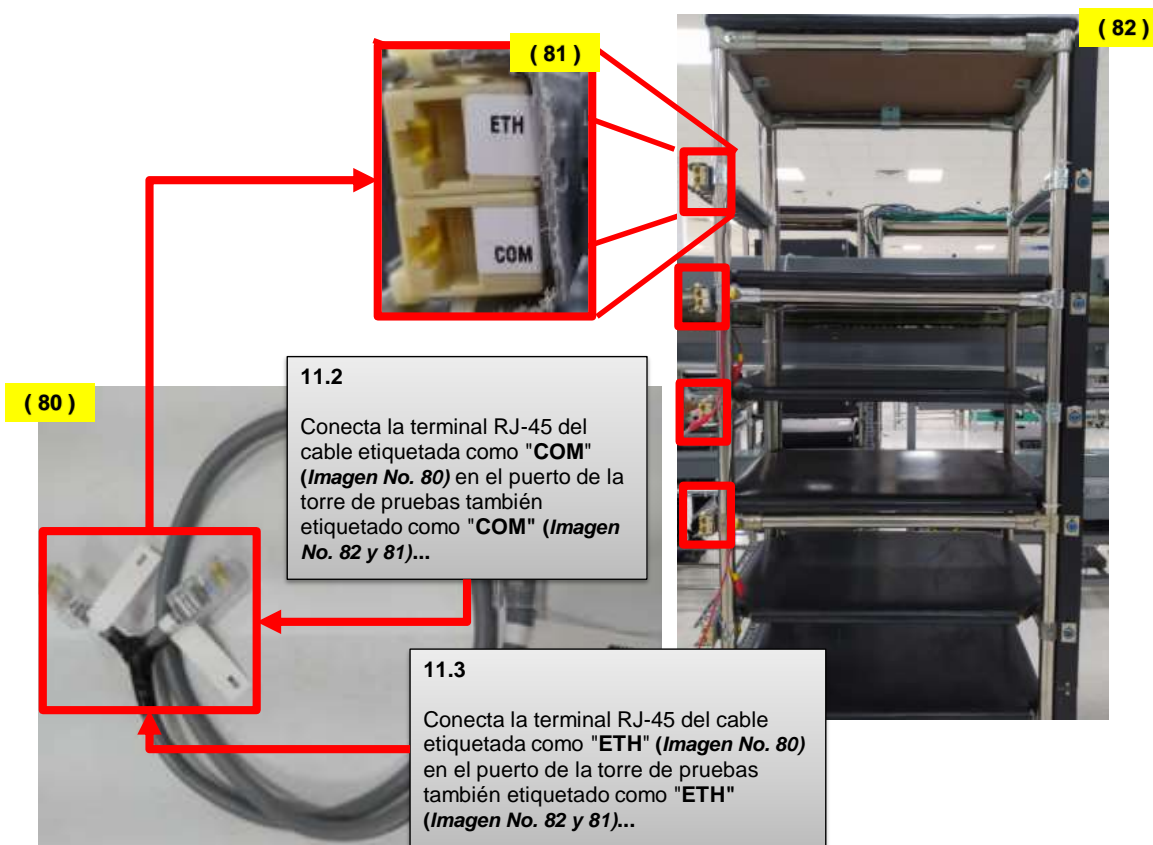 ( 81 )
( 82 )
ETH
COM
( 80 )
11.2
Conecta la terminal RJ-45 del
cable etiquetada como "COM"
(Imagen No. 80) en el puerto de la
torre de pruebas también
etiquetado como "COM" (Imagen
No. 82 y 81)...
11.3
Conecta la terminal RJ-45 del cable
etiquetada como "ETH" (Imagen No. 80)
en el puerto de la torre de pruebas
también etiquetado como "ETH"
(Imagen No. 82 y 81)...